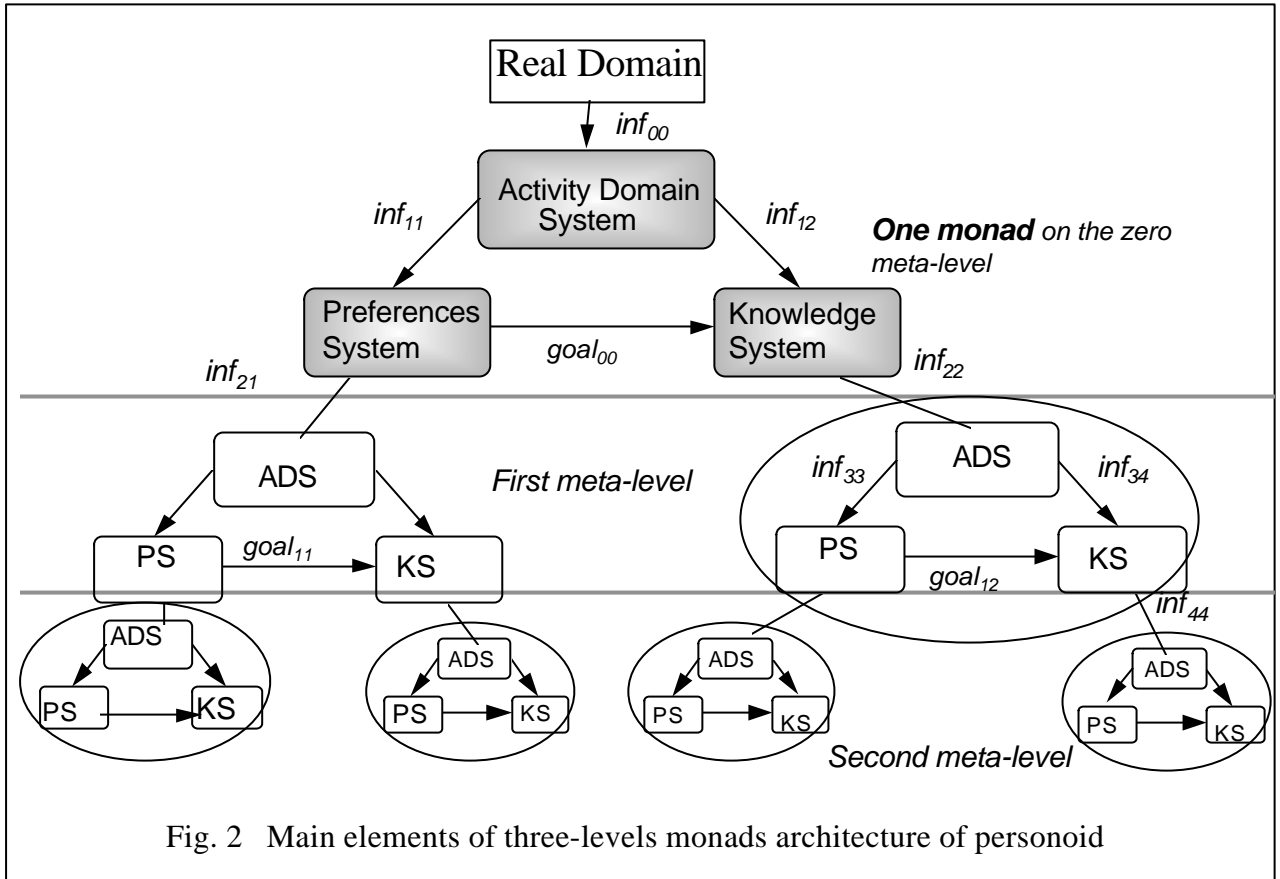 Real Domain
inf00
Activity Domain
System
inf11
inf12
One monad on the zero
meta-level
Preferences
System
Knowledge
System
goal00
inf21
inf22
ADS
First meta-level
inf33
ADS
inf34
PS
goal11
KS
PS
goal12
KS
inf44
ADS
PS
KS
ADS
PS
KS
ADS
PS
KS
ADS
PS
KS
Second meta-level
Fig. 2 Main elements of three-levels monads architecture of personoid